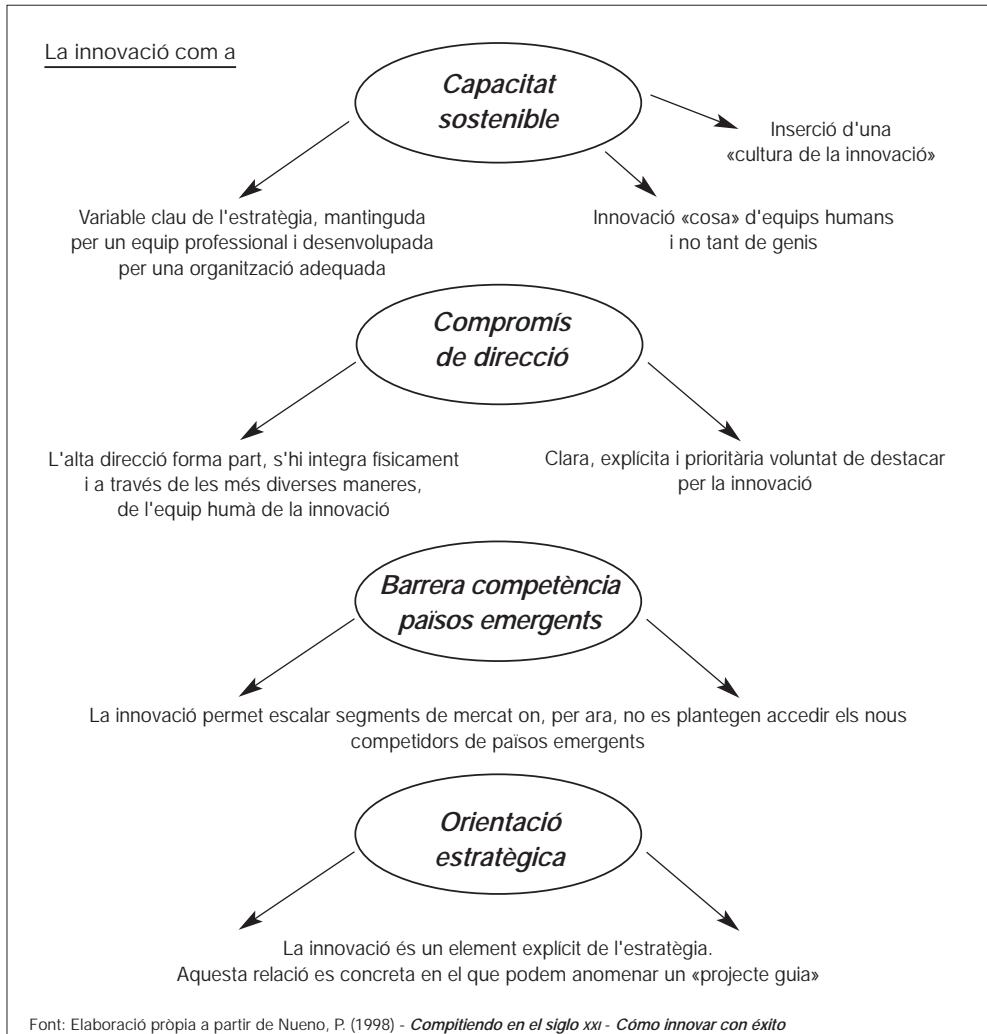 La innovació com a
Capacitat
sostenible
Inserció d'una
«cultura de la innovació»
Variable clau de l'estratègia, mantinguda
per un equip professional i desenvolupada
per una organització adequada
Innovació «cosa» d'equips humans
i no tant de genis
Compromís
de direcció
L'alta direcció forma part, s'hi integra físicament
i a través de les més diverses maneres,
de l'equip humà de la innovació
Clara, explícita i prioritària voluntat de destacar
per la innovació
Barrera competència
països emergents
La innovació permet escalar segments de mercat on, per ara, no es plantegen accedir els nous
competidors de països emergents
Orientació
estratègica
La innovació és un element explícit de l'estratègia.
Aquesta relació es concreta en el que podem anomenar un «projecte guia»
Font: Elaboració pròpia a partir de Nueno, P. (1998) - Compitiendo en el siglo XXI - Cómo innovar con éxito